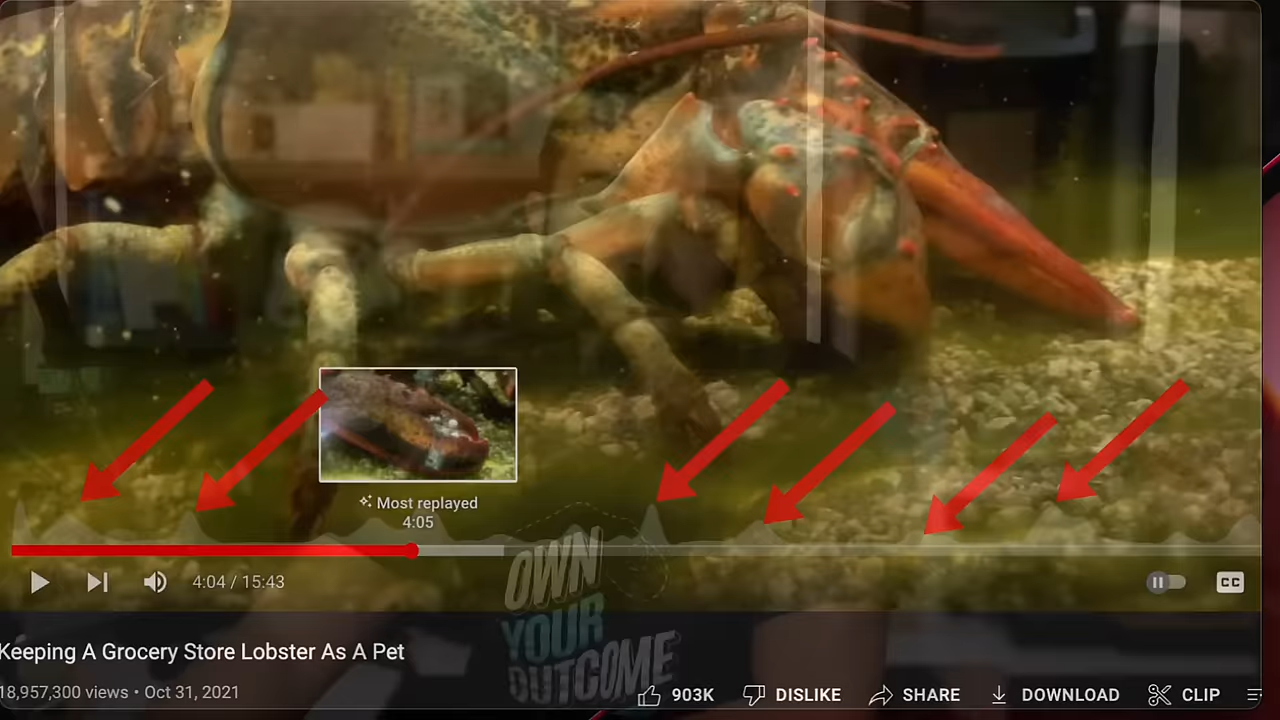 Most replayed
4:05
4:04 / 15:43
CC
OWN
YOUR
OUTCOME
Keeping A Grocery Store Lobster As A Pet
18,957,300 views • Oct 31, 2021
903K DISLIKE SHARE DOWNLOAD CLIP